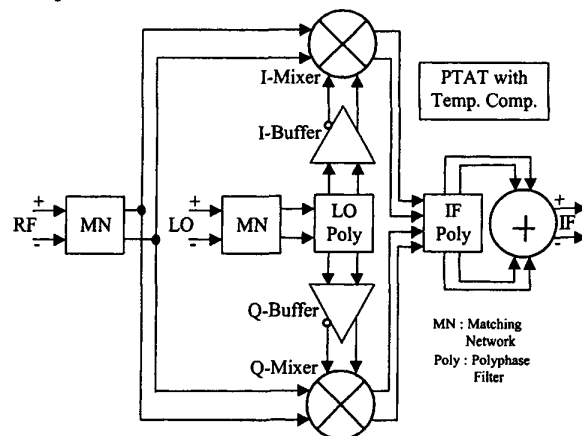 I-Mixer
PTAT with
Temp. Comp.
I-Buffer
+
RF
-
MN
+
LO
-
MN
LO
Poly
IF
Poly
+
+
IF
-
Q-Buffer
Q-Mixer
MN : Matching
Network
Poly : Polyphase
Filter